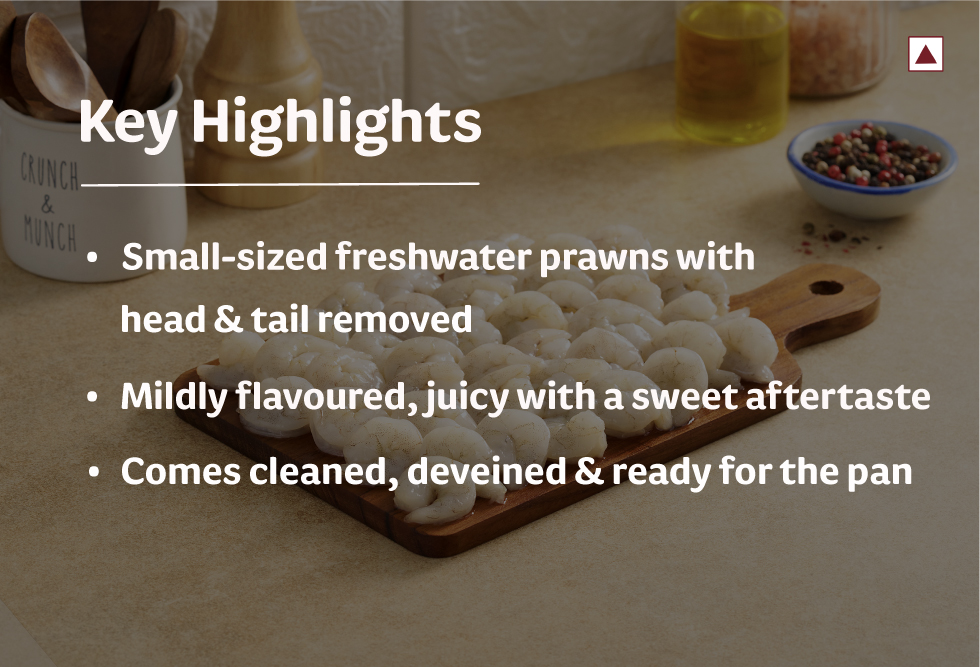 Key Highlights
CRUNCH
&
MUNCH
• Small-sized freshwater prawns with
head & tail removed
• Mildly flavoured, juicy with a sweet aftertaste
• Comes cleaned, deveined & ready for the pan